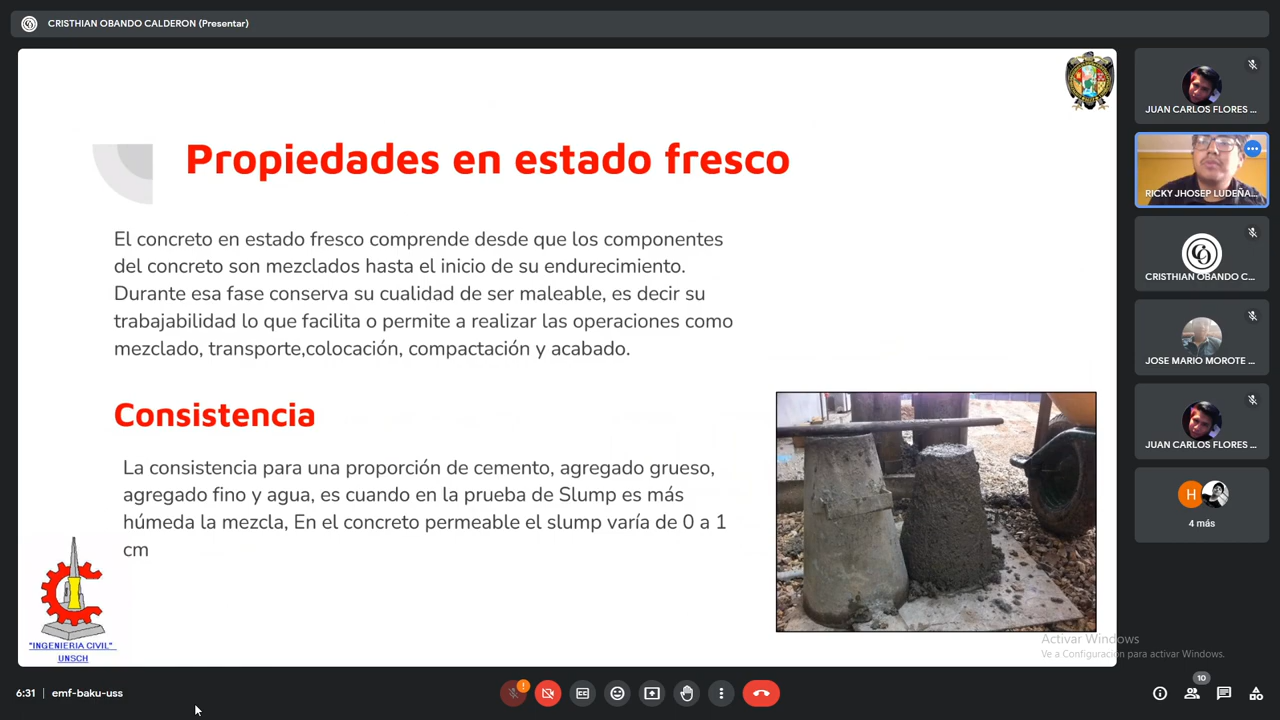 CRISTHIAN OBANDO CALDERON (Presentar)
Propiedades en estado fresco
El concreto en estado fresco comprende desde que los componentes
del concreto son mezclados hasta el inicio de su endurecimiento.
Durante esa fase conserva su cualidad de ser maleable, es decir su
trabajabilidad lo que facilita o permite a realizar las operaciones como
mezclado, transporte,colocación, compactación y acabado.
Consistencia
La consistencia para una proporción de cemento, agregado grueso,
agregado fino y agua, es cuando en la prueba de Slump es más
húmeda la mezcla, En el concreto permeable el slump varía de 0 a 1
cm
"INGENIERIA CIVIL"
UNSCH
JUAN CARLOS FLORES ...
RICKY JHOSEP LUDEÑA...
CRISTHIAN OBANDO C...
JOSE MARIO MOROTE ...
JUAN CARLOS FLORES ...
H
4 más
Activar Windows
Ve a Configuración para activar Windows.
6:31 | emf-baku-uss
10